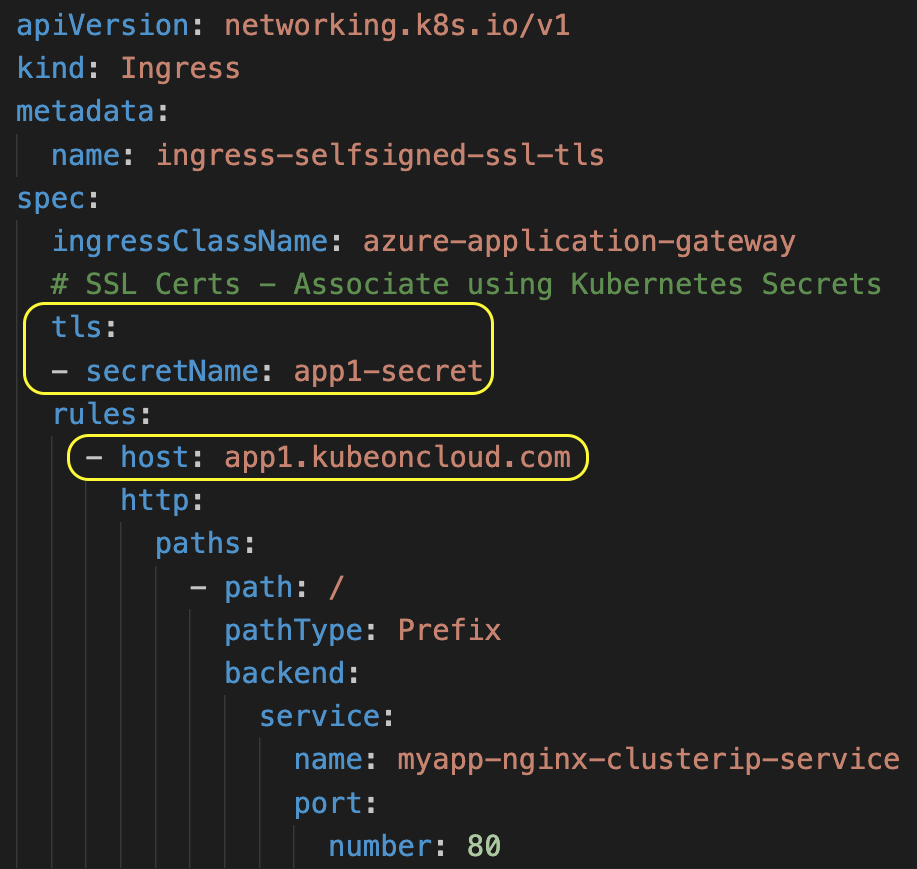 apiVersion: networking.k8s.io/v1
kind: Ingress
metadata:
  name: ingress-selfsigned-ssl-tls
spec:
  ingressClassName: azure-application-gateway
  # SSL Certs - Associate using Kubernetes Secrets
  tls:
  - secretName: app1-secret
  rules:
    - host: app1.kubeoncloud.com
      http:
        paths:
          - path: /
            pathType: Prefix
            backend:
              service:
                name: myapp-nginx-clusterip-service
                port:
                  number: 80